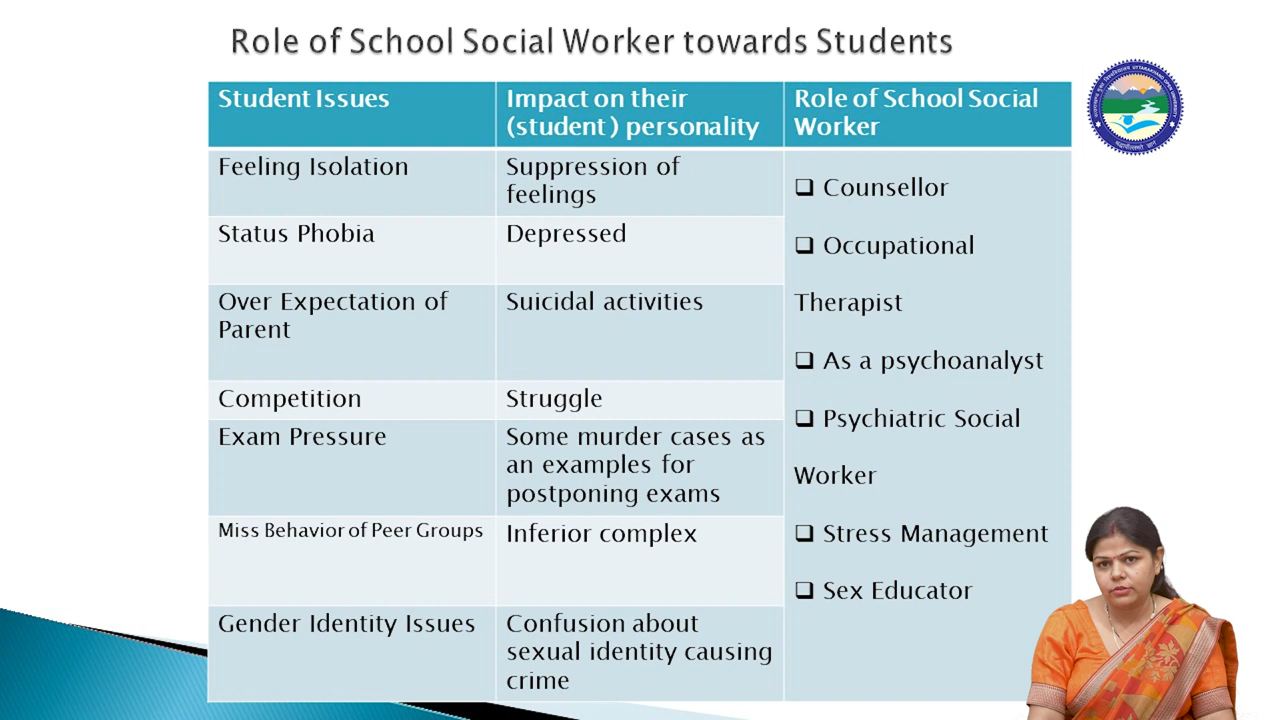 Role of School Social Worker towards Students
Student Issues
Impact on their
(student ) personality
Role of School Social
Worker
Feeling Isolation
Suppression of
feelings
Status Phobia
Depressed
Over Expectation of
Parent
Suicidal activities
Competition
Struggle
Exam Pressure
Some murder cases as
an examples for
postponing exams
Miss Behavior of Peer Groups
Inferior complex
Gender Identity Issues
Confusion about
sexual identity causing
crime
❑ Counsellor
❑ Occupational
Therapist
❑ As a psychoanalyst
❑ Psychiatric Social
Worker
❑ Stress Management
❑ Sex Educator
UTTARAKHAND OPEN UNIVERSITY